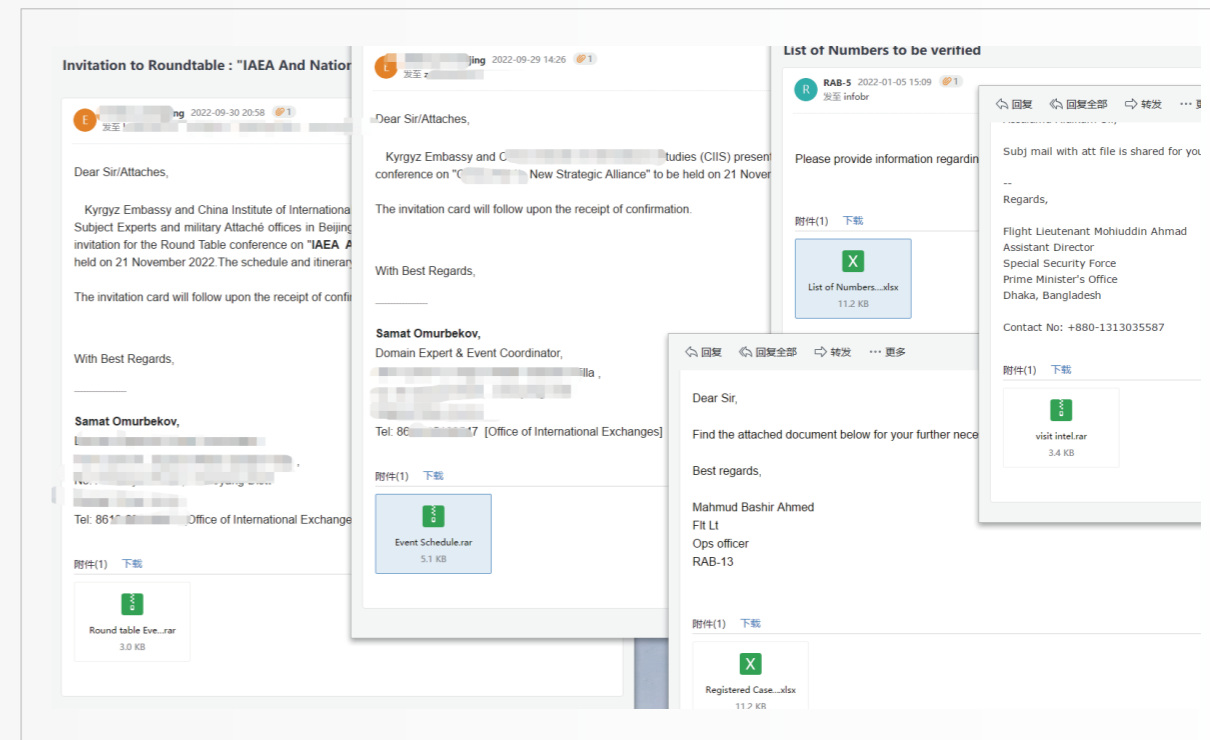 Invitation to Roundtable : "IAEA And Nation
ng 2022-09-30 20:58 1
发至
Dear Sir/Attaches,
Kyrgyz Embassy and China Institute of Internationa
Subject Experts and military Attaché offices in Beijing
invitation for the Round Table conference on "IAEA A
held on 21 November 2022.The schedule and itinerary
The invitation card will follow upon the receipt of confi
With Best Regards,
Samat Omurbekov,
Tel: 861
Office of International Exchange
附件(1) 下载
Round table Eve...rar
3.0 KB
jing 2022-09-29 14:26 1
发至 z
Dear Sir/Attaches,
Kyrgyz Embassy and C
tudies (CIIS) present
conference on "
New Strategic Alliance" to be held on 21 Novem
The invitation card will follow upon the receipt of confirmation.
With Best Regards,
Samat Omurbekov,
Domain Expert & Event Coordinator,
illa ,
Tel: 86
7 [Office of International Exchanges]
附件(1) 下载
Event Schedule.rar
5.1 KB
List of Numbers to be verified
R
RAB-5 2022-01-05 15:09 1
发至 infobr
Please provide information regardin
附件(1) 下载
X
List of Numbers....xlsx
11.2 KB
回复 回复全部 转发 ··· 更多
Dear Sir,
Find the attached document below for your further nece
Best regards,
Mahmud Bashir Ahmed
Flt Lt
Ops officer
RAB-13
附件(1) 下载
X
Registered Case...xlsx
11.2 KB
回复 回复全部 转发 ···
Subj mail with att file is shared for you
--
Regards,
Flight Lieutenant Mohiuddin Ahmad
Assistant Director
Special Security Force
Prime Minister's Office
Dhaka, Bangladesh
Contact No: +880-1313035587
附件(1) 下载
visit intel.rar
3.4 KB